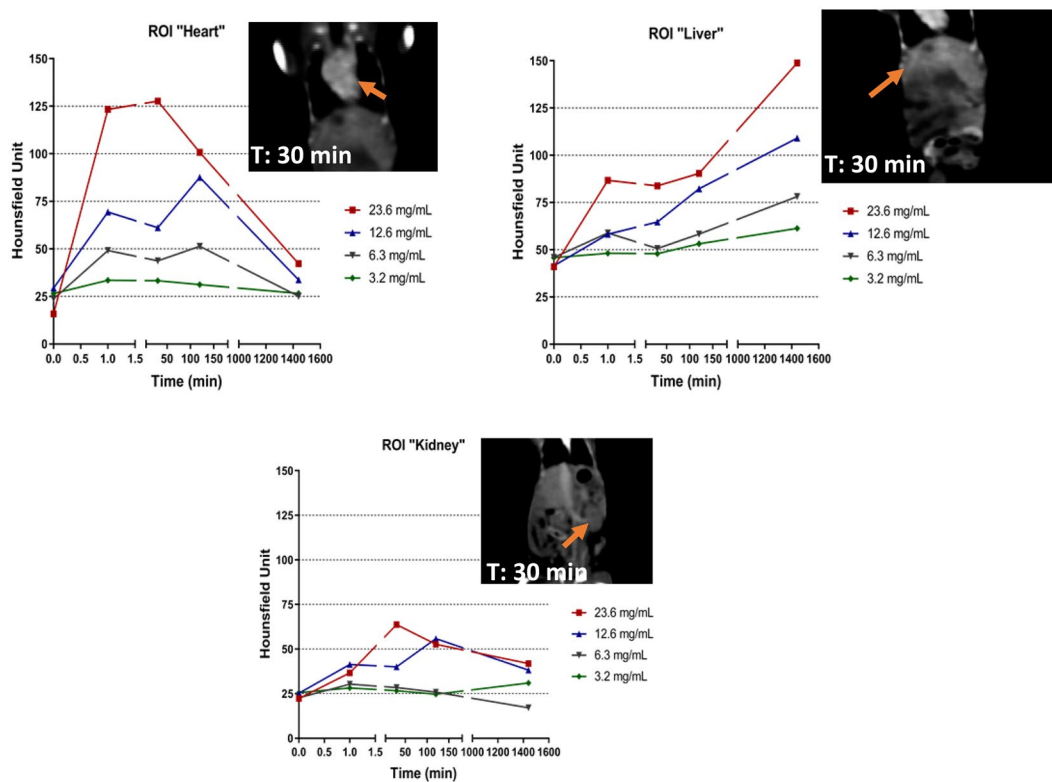 ROI "Heart"
150
125
100
75
50
25
0
Hounsfield Unit
0.0 0.5 1.0 1.5 50 100 150 1000 1200 1400 1600
Time (min)
T: 30 min
23.6 mg/mL
12.6 mg/mL
6.3 mg/mL
3.2 mg/mL
ROI "Liver"
150
125
100
75
50
25
0
Hounsfield Unit
0.0 0.5 1.0 1.5 50 100 150 1000 1200 1400 1600
Time (min)
T: 30 min
23.6 mg/mL
12.6 mg/mL
6.3 mg/mL
3.2 mg/mL
ROI "Kidney"
150
125
100
75
50
25
0
Hounsfield Unit
0.0 0.5 1.0 1.5 50 100 150 1000 1200 1400 1600
Time (min)
T: 30 min
23.6 mg/mL
12.6 mg/mL
6.3 mg/mL
3.2 mg/mL